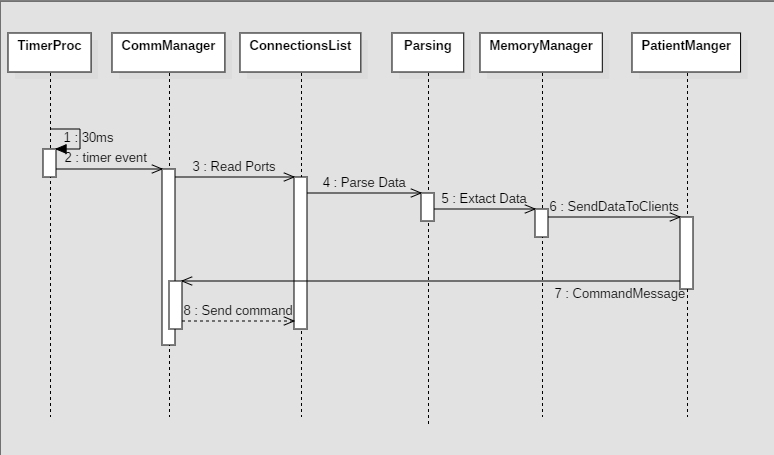 TimerProc
CommManager
ConnectionsList
Parsing
MemoryManager
PatientManger
1 : 30ms
2 : timer event
3 : Read Ports
4 : Parse Data
5 : Extact Data
6 : SendDataToClients
7 : CommandMessage
8 : Send command